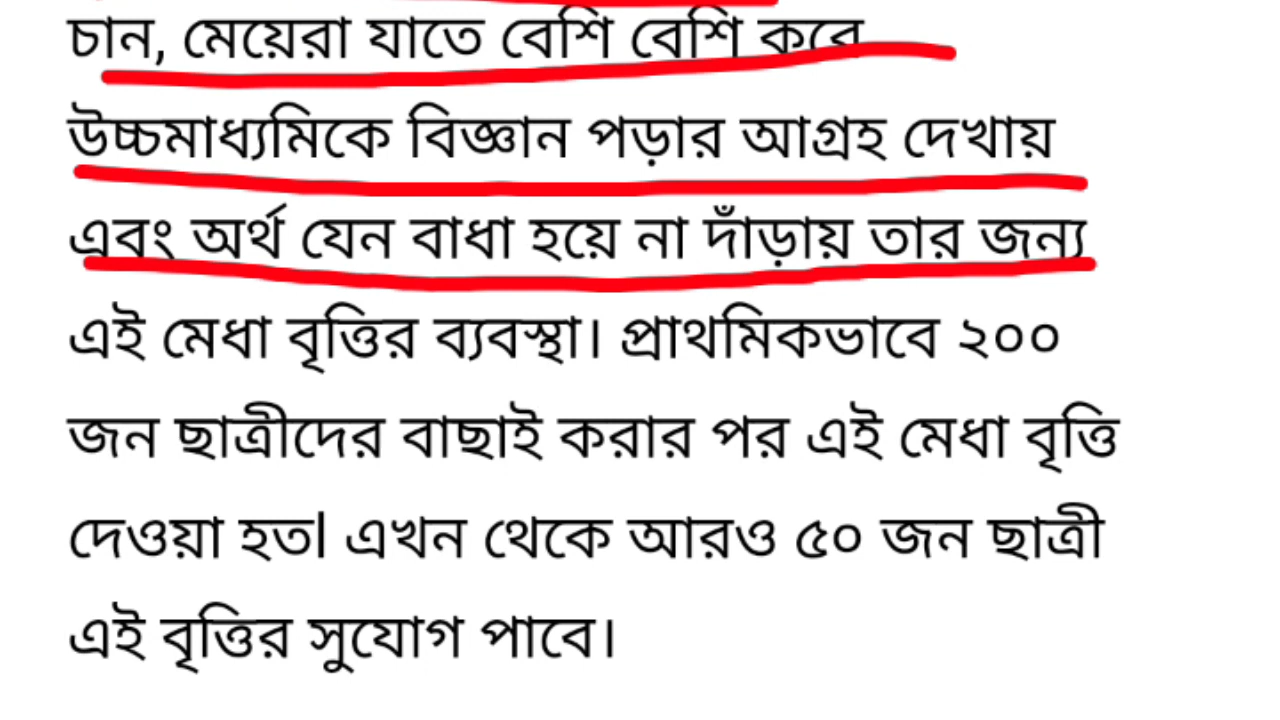 চান, মেয়েরা যাতে বেশি বেশি করে
উচ্চমাধ্যমিকে বিজ্ঞান পড়ার আগ্রহ দেখায়
এবং অর্থ যেন বাধা হয়ে না দাঁড়ায় তার জন্য
এই মেধা বৃত্তির ব্যবস্থা। প্রাথমিকভাবে ২০০
জন ছাত্রীদের বাছাই করার পর এই মেধা বৃত্তি
দেওয়া হত| এখন থেকে আরও ৫০ জন ছাত্রী
এই বৃত্তির সুযোগ পাবে।